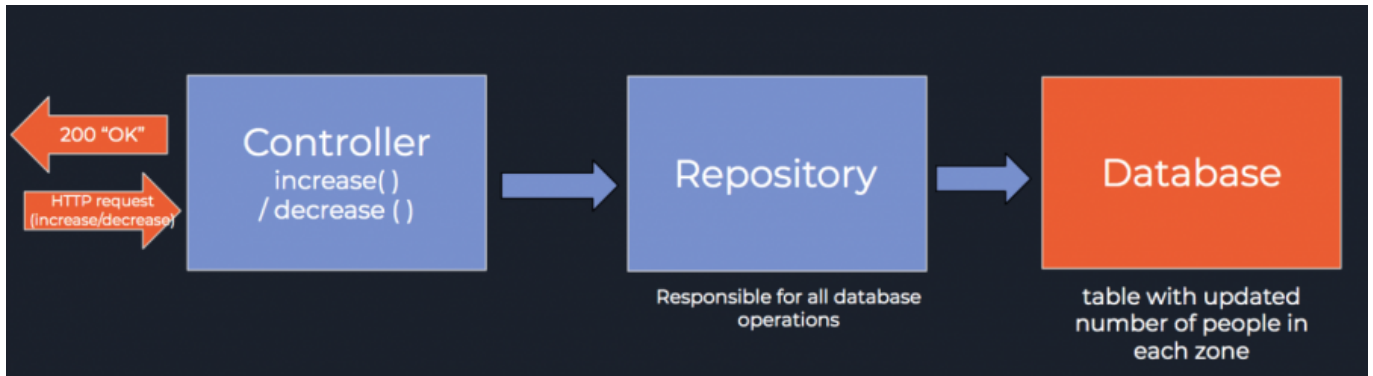 200 “OK”
HTTP request
(increase/decrease)
Controller
increase( )
/ decrease ( )
Repository
Responsible for all database
operations
Database
table with updated
number of people in
each zone